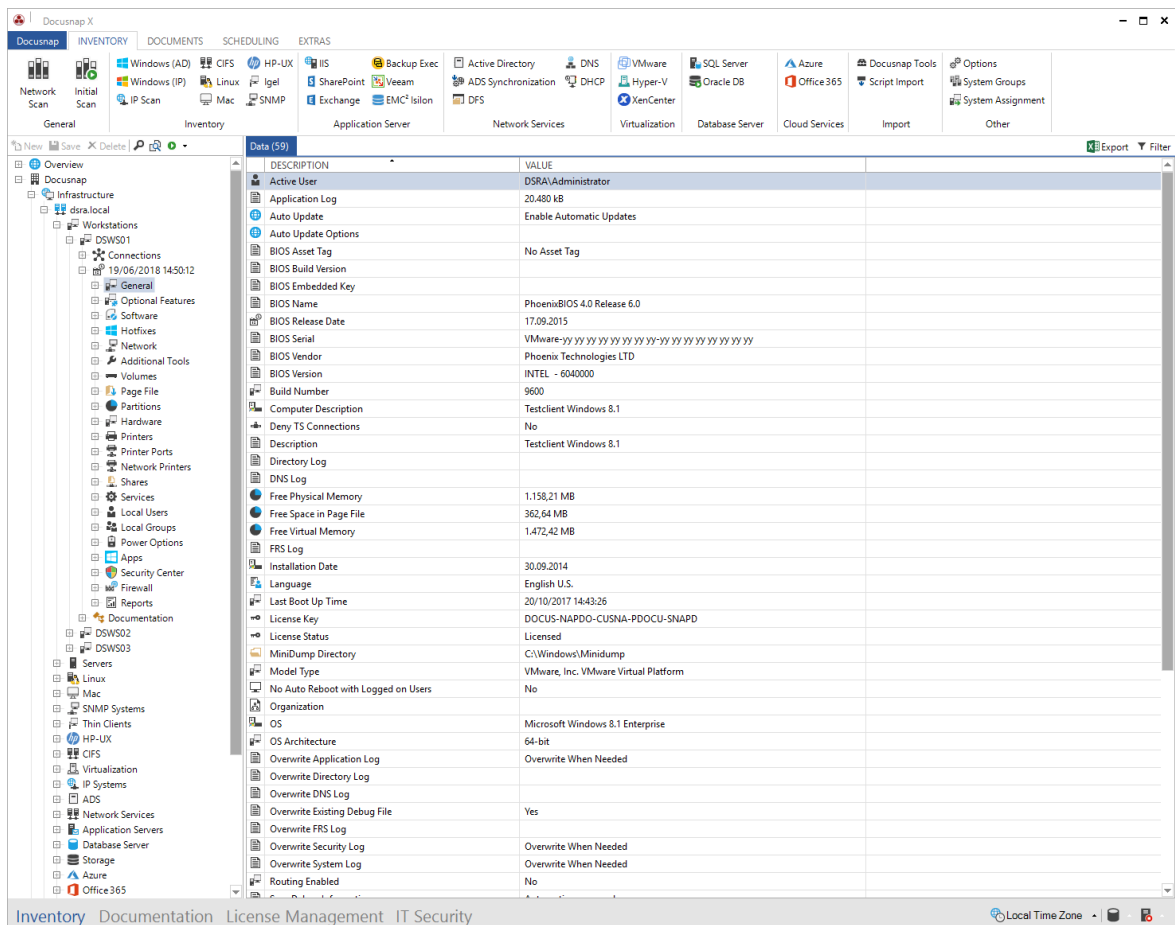 Docusnap X
Docusnap INVENTORY DOCUMENTS SCHEDULING EXTRAS
Network Scan
Initial Scan
General
Windows (AD) CIFS HP-UX
Windows (IP) Linux Igel
IP Scan Mac SNMP
Inventory
IIS Backup Exec
SharePoint Veeam
Exchange EMC² Isilon
Application Server
Active Directory DNS
ADS Synchronization DHCP
DFS
Network Services
VMware
Hyper-V
XenCenter
Virtualization
SQL Server
Oracle DB
Database Server
Azure
Office 365
Cloud Services
Docusnap Tools
Script Import
Import
Options
System Groups
System Assignment
Other
New Save Delete
Overview
Docusnap
Infrastructure
dsra.local
Workstations
DSWS01
Connections
19/06/2018 14:50:12
General
Optional Features
Software
Hotfixes
Network
Additional Tools
Volumes
Page File
Partitions
Hardware
Printers
Printer Ports
Network Printers
Shares
Services
Local Users
Local Groups
Power Options
Apps
Security Center
Firewall
Reports
Documentation
DSWS02
DSWS03
Servers
Linux
Mac
SNMP Systems
Thin Clients
HP-UX
CIFS
Virtualization
IP Systems
ADS
Network Services
Application Servers
Database Server
Storage
Azure
Office 365
Data (59) Export Filter
DESCRIPTION VALUE
Active User DSRA\Administrator
Application Log 20.480 kB
Auto Update Enable Automatic Updates
Auto Update Options
BIOS Asset Tag No Asset Tag
BIOS Build Version
BIOS Embedded Key
BIOS Name PhoenixBIOS 4.0 Release 6.0
BIOS Release Date 17.09.2015
BIOS Serial VMware-yy yy yy yy yy yy yy yy-yy yy yy yy yy yy yy yy
BIOS Vendor Phoenix Technologies LTD
BIOS Version INTEL - 6040000
Build Number 9600
Computer Description Testclient Windows 8.1
Deny TS Connections No
Description Testclient Windows 8.1
Directory Log
DNS Log
Free Physical Memory 1.158,21 MB
Free Space in Page File 362,64 MB
Free Virtual Memory 1.472,42 MB
FRS Log
Installation Date 30.09.2014
Language English U.S.
Last Boot Up Time 20/10/2017 14:43:26
License Key DOCUS-NAPDO-CUSNA-PDOCU-SNAPD
License Status Licensed
MiniDump Directory C:\Windows\Minidump
Model Type VMware, Inc. VMware Virtual Platform
No Auto Reboot with Logged on Users No
Organization
OS Microsoft Windows 8.1 Enterprise
OS Architecture 64-bit
Overwrite Application Log Overwrite When Needed
Overwrite Directory Log
Overwrite DNS Log
Overwrite Existing Debug File Yes
Overwrite FRS Log
Overwrite Security Log Overwrite When Needed
Overwrite System Log Overwrite When Needed
Routing Enabled No
Inventory Documentation License Management IT Security
Local Time Zone